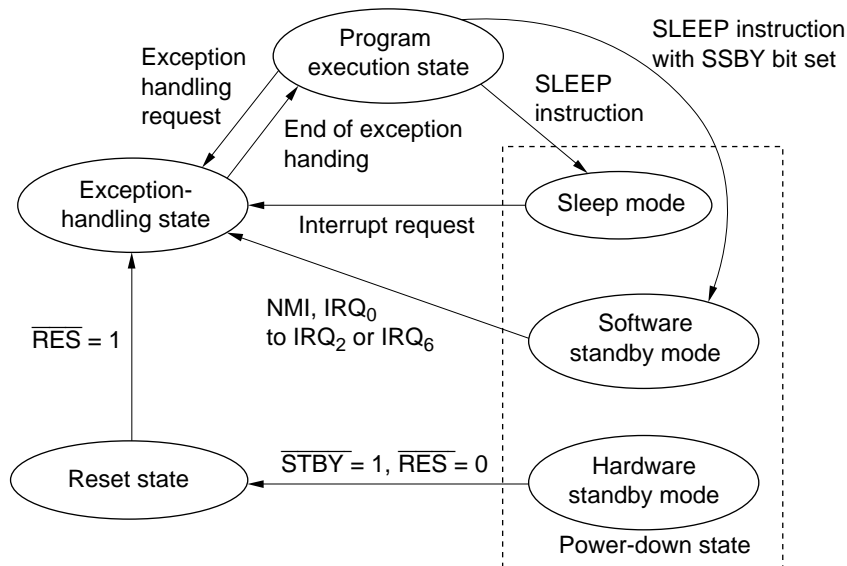 Program
execution state
SLEEP instruction
with SSBY bit set
Exception
handling
request
SLEEP
instruction
End of exception
handing
Exception-
handling state
Sleep mode
Interrupt request
NMI, IRQ0
to IRQ2 or IRQ6
Software
standby mode
RES = 1
Reset state
STBY = 1, RES = 0
Hardware
standby mode
Power-down state